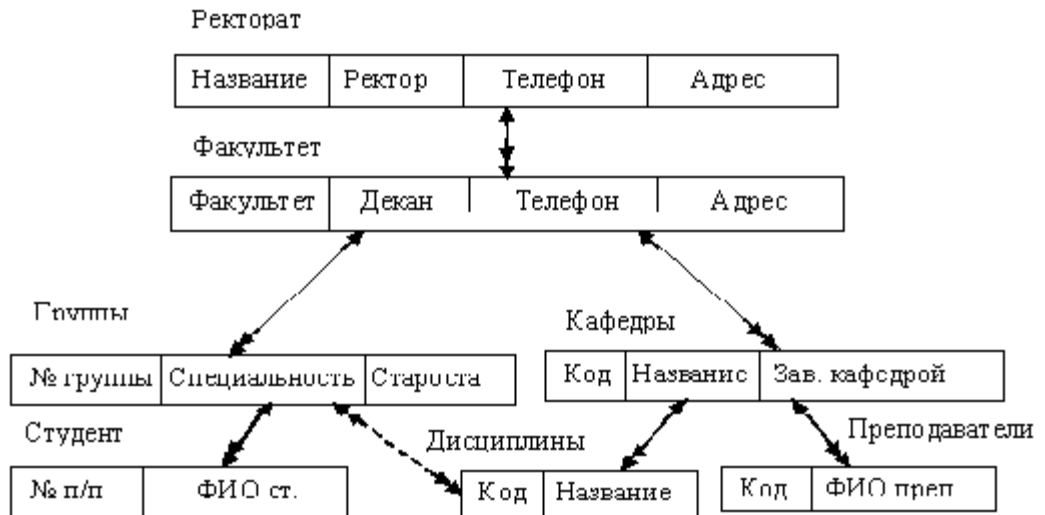 Ректорат
Название Ректор Телефон Адрес
Факультет
Факультет Декан Телефон Адрес
Группы
Кафедры
№ группы Специальность Староста
Код Название Зав. кафедрой
Студент Дисциплины Преподаватели
№ п/п ФИО ст. Код Название Код ФИО преп